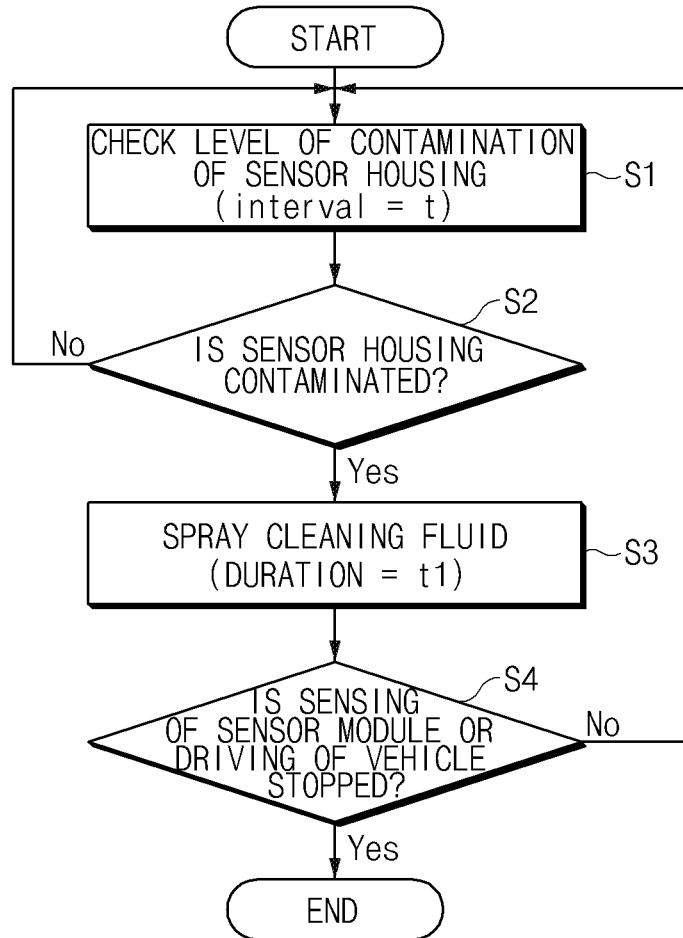 START
CHECK LEVEL OF CONTAMINATION
OF SENSOR HOUSING
(interval = t)
S1
S2
IS SENSOR HOUSING
CONTAMINATED?
No
Yes
SPRAY CLEANING FLUID
(DURATION = t1)
S3
S4
IS SENSING
OF SENSOR MODULE OR
DRIVING OF VEHICLE
STOPPED?
No
Yes
END